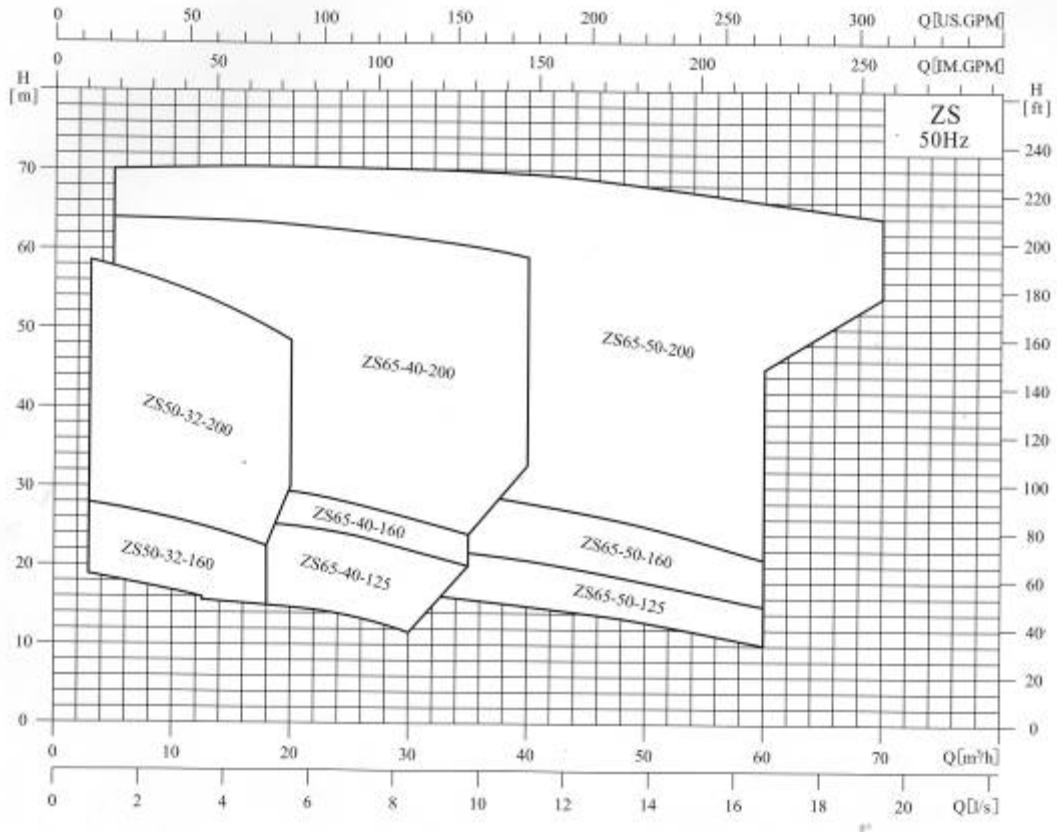 0 50 100 150 200 250 300 Q[US.GPM]
0 50 100 150 200 250 Q[IM.GPM]
H
[m]
H
[ft]
ZS
50Hz
70
60
50
40
30
20
10
0
240
220
200
180
160
140
120
100
80
60
40
20
0
ZS65-50-200
ZS65-40-200
ZS50-32-200
ZS65-40-160
ZS65-50-160
ZS50-32-160
ZS65-40-125
ZS65-50-125
0 10 20 30 40 50 60 70 Q[m³/h]
0 2 4 6 8 10 12 14 16 18 20 Q[l/s]